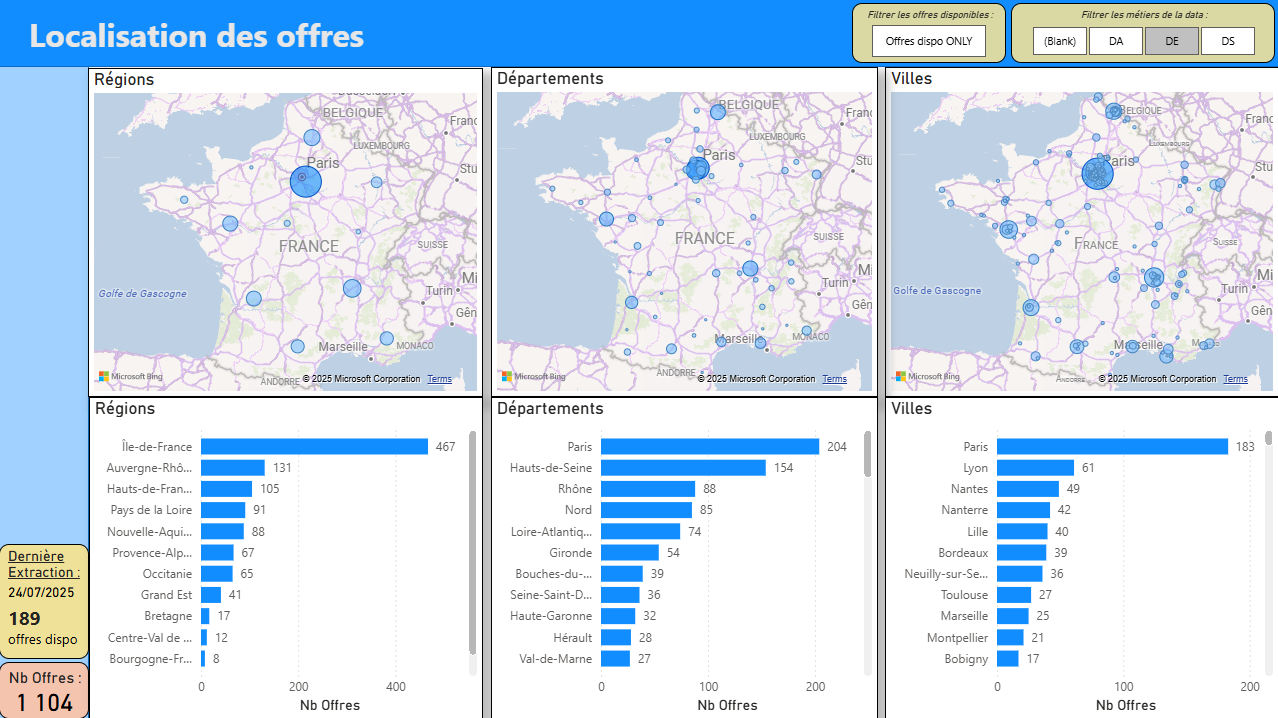 Localisation des offres
Filtrer les offres disponibles :
Offres dispo ONLY
Filtrer les métiers de la data :
(Blank)
DA
DE
DS
Régions
BELGIQUE
LUXEMBOURG
Paris
FRANCE
SUISSE
Golfe de Gascogne
Turin
Marseille
MONACO
ANDORRE
Microsoft Bing
© 2025 Microsoft Corporation Terms
Départements
BELGIQUE
LUXEMBOURG
Paris
FRANCE
SUISSE
Turin
Marseille
MONACO
ANDORRE
Microsoft Bing
© 2025 Microsoft Corporation Terms
Villes
BELGIQUE
LUXEMBOURG
Paris
FRANCE
SUISSE
Golfe de Gascogne
Turin
Marseille
ANDORRE
Microsoft Bing
© 2025 Microsoft Corporation Terms
Régions
Île-de-France 467
Auvergne-Rhô... 131
Hauts-de-Fran... 105
Pays de la Loire 91
Nouvelle-Aqui... 88
Provence-Alp... 67
Occitanie 65
Grand Est 41
Bretagne 17
Centre-Val de ... 12
Bourgogne-Fr... 8
0 200 400
Nb Offres
Départements
Paris 204
Hauts-de-Seine 154
Rhône 88
Nord 85
Loire-Atlantiq... 74
Gironde 54
Bouches-du-... 39
Seine-Saint-D... 36
Haute-Garonne 32
Hérault 28
Val-de-Marne 27
0 100 200
Nb Offres
Villes
Paris 183
Lyon 61
Nantes 49
Nanterre 42
Lille 40
Bordeaux 39
Neuilly-sur-Se... 36
Toulouse 27
Marseille 25
Montpellier 21
Bobigny 17
0 100 200
Nb Offres
Dernière
Extraction :
24/07/2025
189
offres dispo
Nb Offres :
1 104